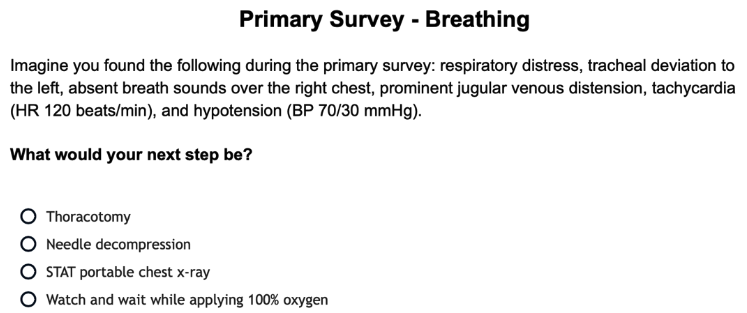 Primary Survey - Breathing
Imagine you found the following during the primary survey: respiratory distress, tracheal deviation to
the left, absent breath sounds over the right chest, prominent jugular venous distension, tachycardia
(HR 120 beats/min), and hypotension (BP 70/30 mmHg).
What would your next step be?
Thoracotomy
Needle decompression
STAT portable chest x-ray
Watch and wait while applying 100% oxygen